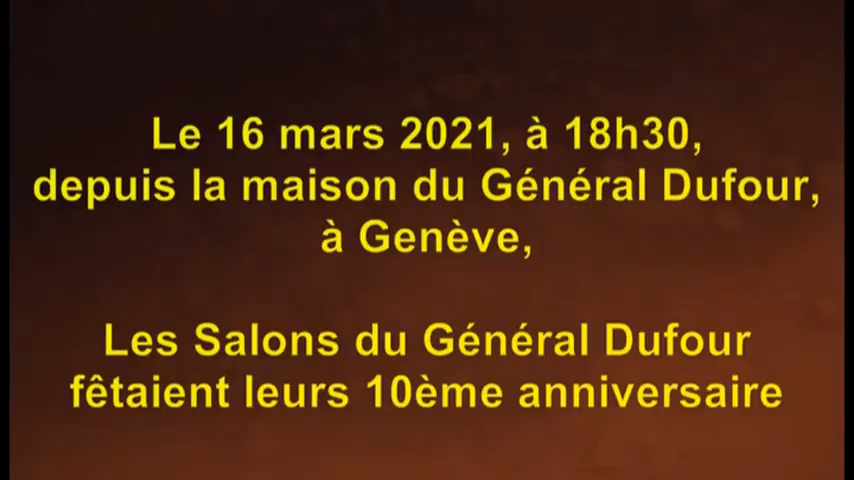 Le 16 mars 2021, à 18h30,
depuis la maison du Général Dufour,
à Genève,
Les Salons du Général Dufour
fêtaient leurs 10ème anniversaire